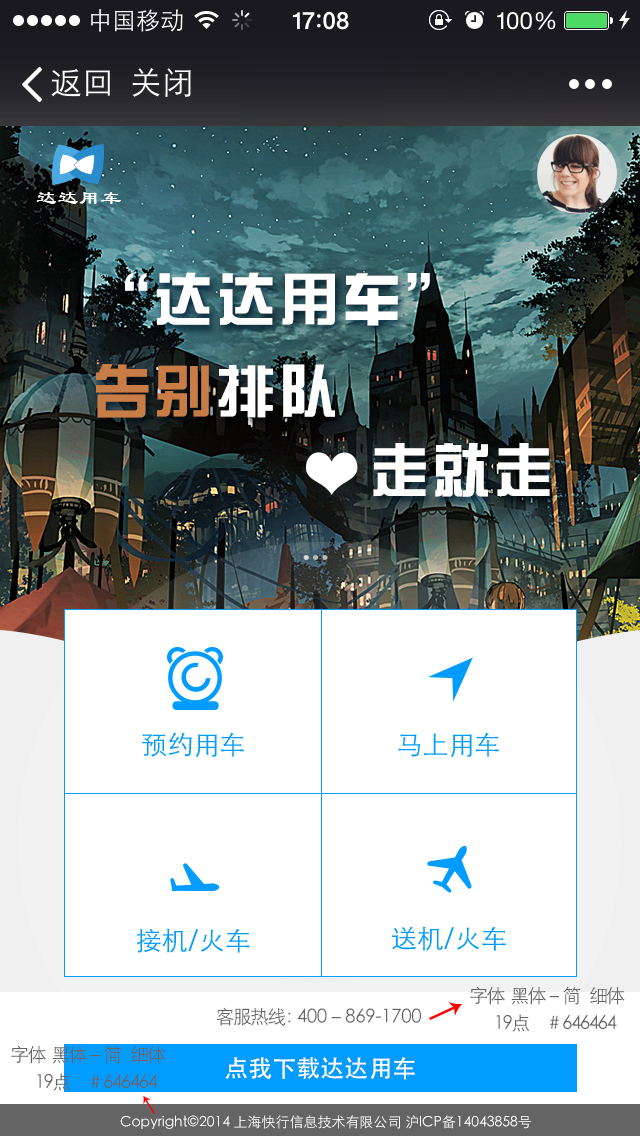 中国移动 17:08 100%
返回 关闭
达达用车
“达达用车”
告别排队
走就走
预约用车 马上用车
接机/火车 送机/火车
字体 黑体–简 细体
客服热线: 400 – 869-1700
19点 #646464
字体 黑体–简 细体
点我下载达达用车
19点 #646464
Copyright©2014 上海快行信息技术有限公司 沪ICP备14043858号